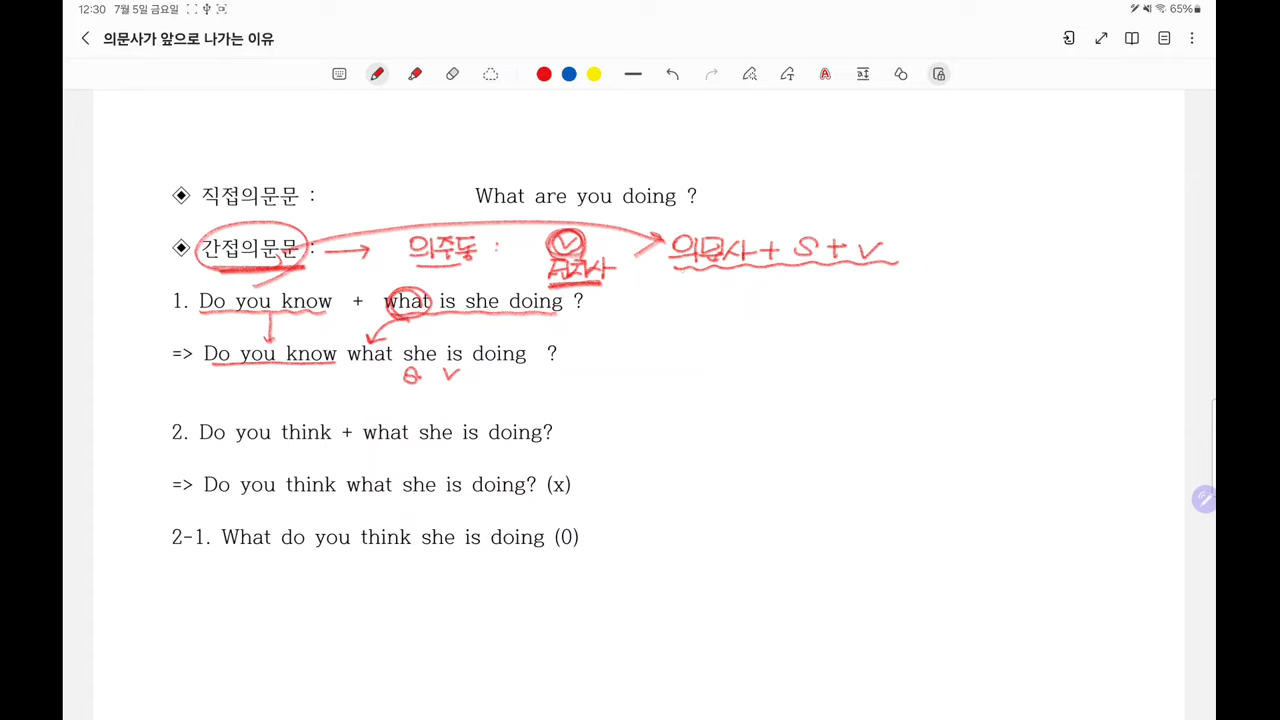 12:30 7월 5일 금요일 65%
의문사가 앞으로 나가는 이유
◈ 직접의문문 : What are you doing ?
◈ 간접의문문 : → 의주동 : V 의문사 + S + V
전치사
1. Do you know + what is she doing ?
=> Do you know what she is doing ?
S V
2. Do you think + what she is doing?
=> Do you think what she is doing? (x)
2-1. What do you think she is doing (0)